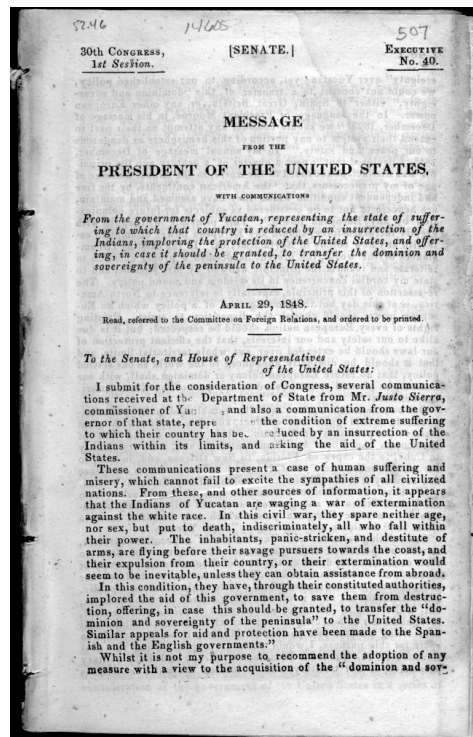 52.46 14/605 507
30th Congress, [SENATE.] Executive
1st Session. No. 40.
MESSAGE
FROM THE
PRESIDENT OF THE UNITED STATES,
WITH COMMUNICATIONS
From the government of Yucatan, representing the state of suffer-
ing to which that country is reduced by an insurrection of the
Indians, imploring the protection of the United States, and offer-
ing, in case it should be granted, to transfer the dominion and
sovereignty of the peninsula to the United States.
April 29, 1848.
Read, referred to the Committee on Foreign Relations, and ordered to be printed
To the Senate, and House of Representatives
of the United States:
I submit for the consideration of Congress, several communica-
tions received at the Department of State from Mr. Justo Sierra,
commissioner of , and also a communication from the gov-
ernor of that state, the condition of extreme suffering
to which their country has by an insurrection of the
Indians within its limits, and asking the aid of the United
States.
These communications present a case of human suffering and
misery, which cannot fail to excite the sympathies of all civilized
nations. From these, and other sources of information, it appears
that the Indians of Yucatan are waging a war of extermination
against the white race. In this civil war, they spare neither age,
nor sex, but put to death, indiscriminately, all who fall within
their power. The inhabitants, panic-stricken, and destitute of
arms, are flying before their savage pursuers towards the coast, and
their expulsion from their country, or their extermination would
seem to be inevitable, unless they can obtain assistance from abroad.
In this condition, they have, through their constituted authorities,
implored the aid of this government, to save them from destruc-
tion, offering, in case this should be granted, to transfer the "do-
minion and sovereignty of the peninsula" to the United States.
Similar appeals for aid and protection have been made to the Span-
ish and the English governments."
Whilst it is not my purpose to recommend the adoption of any
measure with a view to the acquisition of the "dominion and sov-